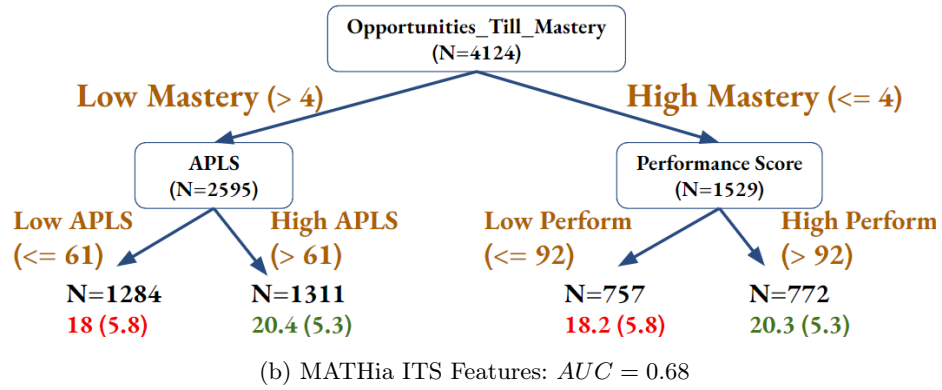 Opportunities_Till_Mastery
(N=4124)
Low Mastery (> 4)
High Mastery (<= 4)
APLS
(N=2595)
Performance Score
(N=1529)
Low APLS
(<= 61)
High APLS
(> 61)
Low Perform
(<= 92)
High Perform
(> 92)
N=1284
18 (5.8)
N=1311
20.4 (5.3)
N=757
18.2 (5.8)
N=772
20.3 (5.3)
(b) MATHia ITS Features: AUC = 0.68